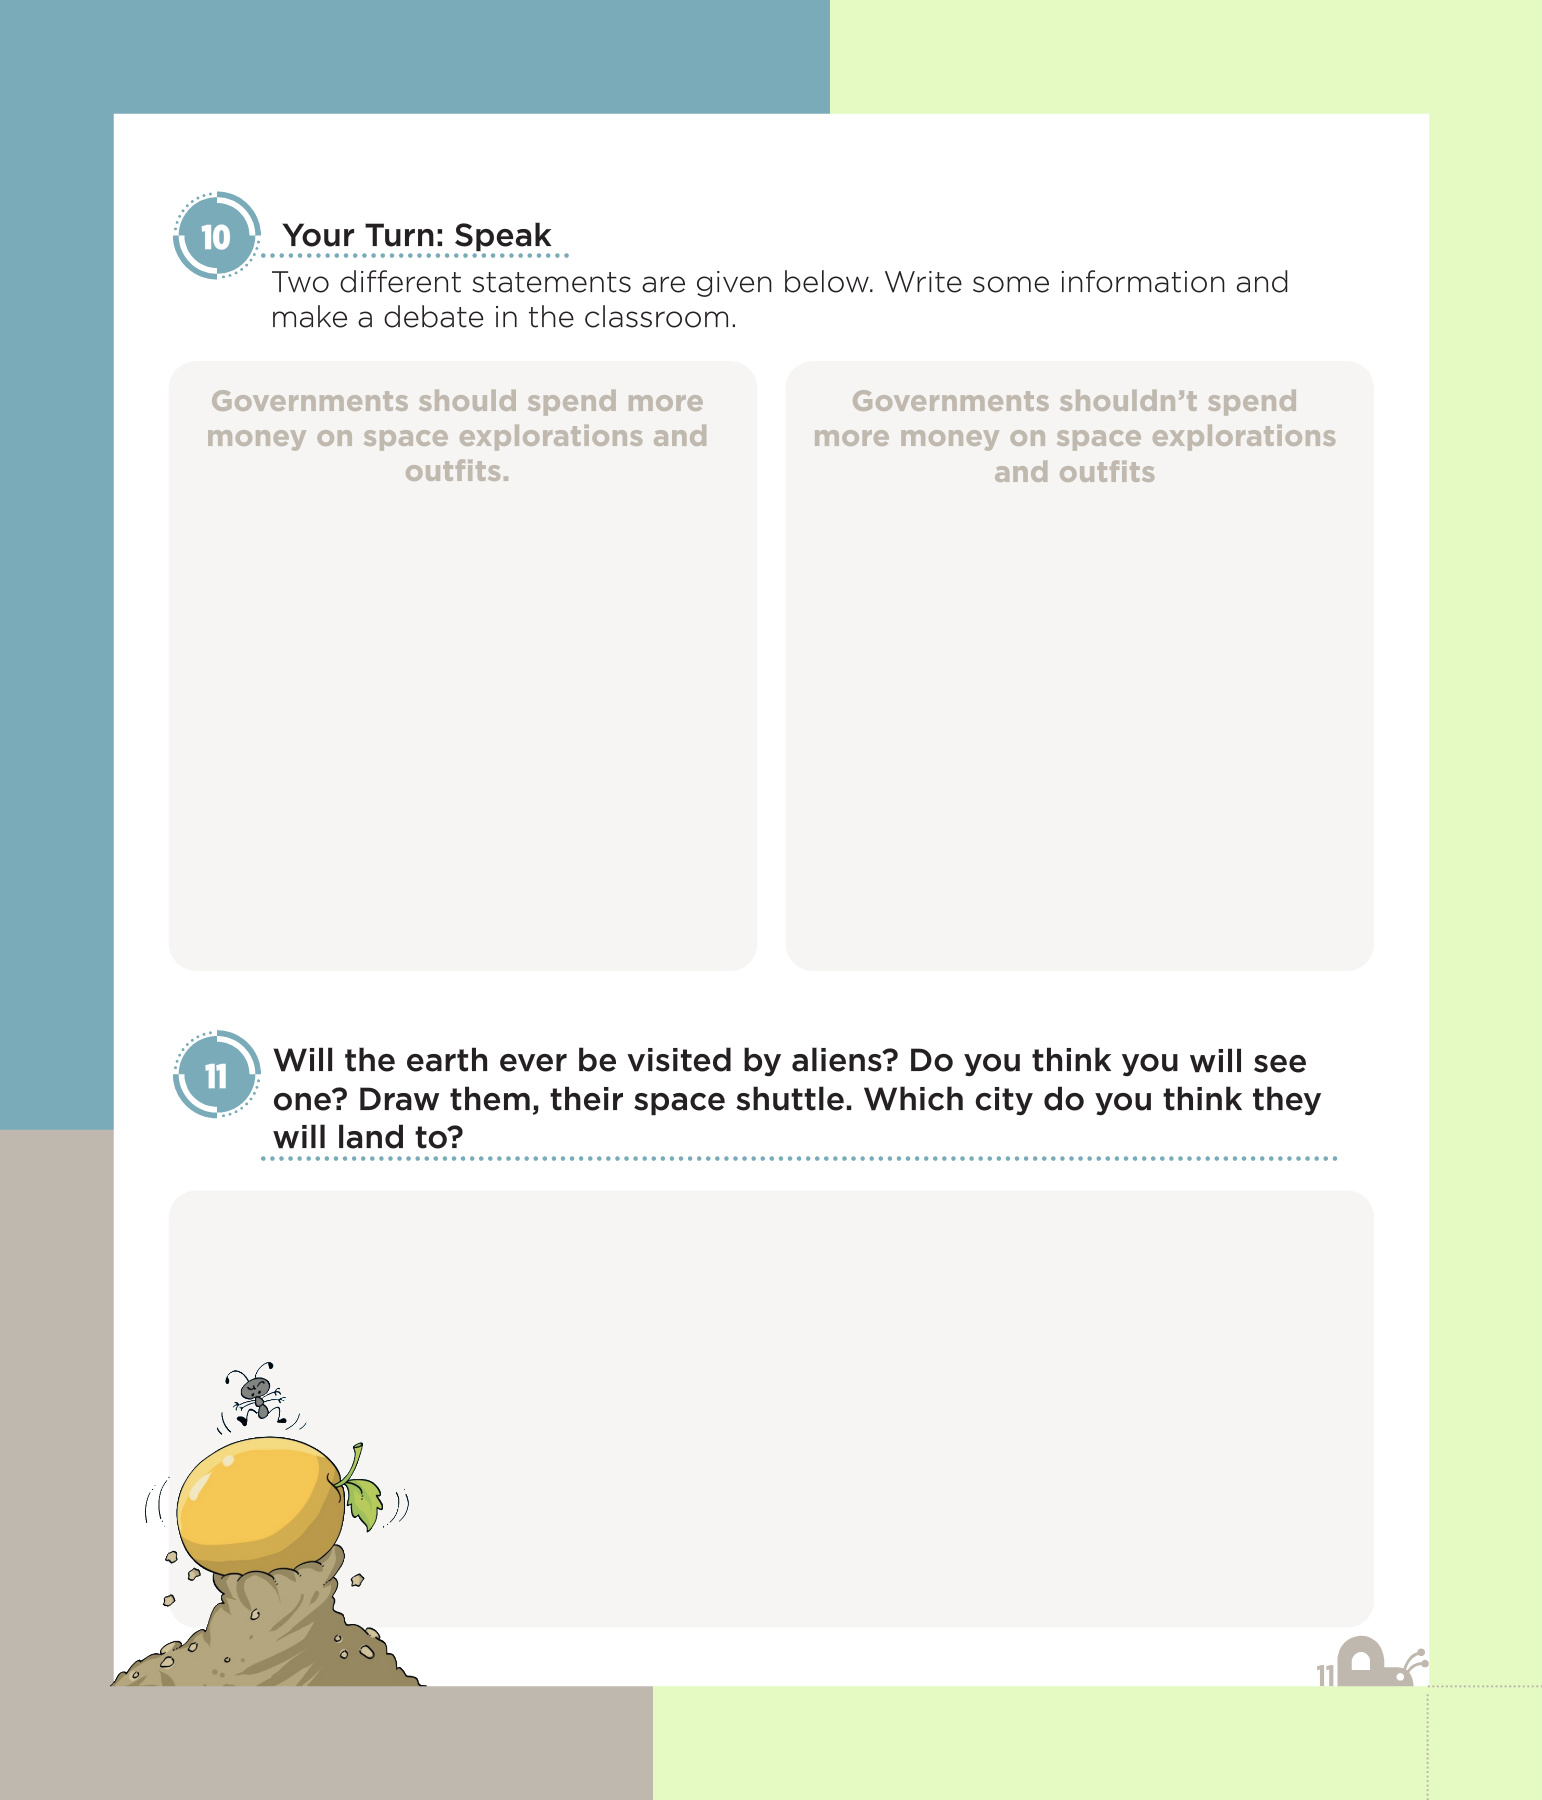 10
Your Turn: Speak
Two different statements are given below. Write some information and
make a debate in the classroom.
Governments should spend more
money on space explorations and
outfits.
Governments shouldn’t spend
more money on space explorations
and outfits
11
Will the earth ever be visited by aliens? Do you think you will see
one? Draw them, their space shuttle. Which city do you think they
will land to?
11